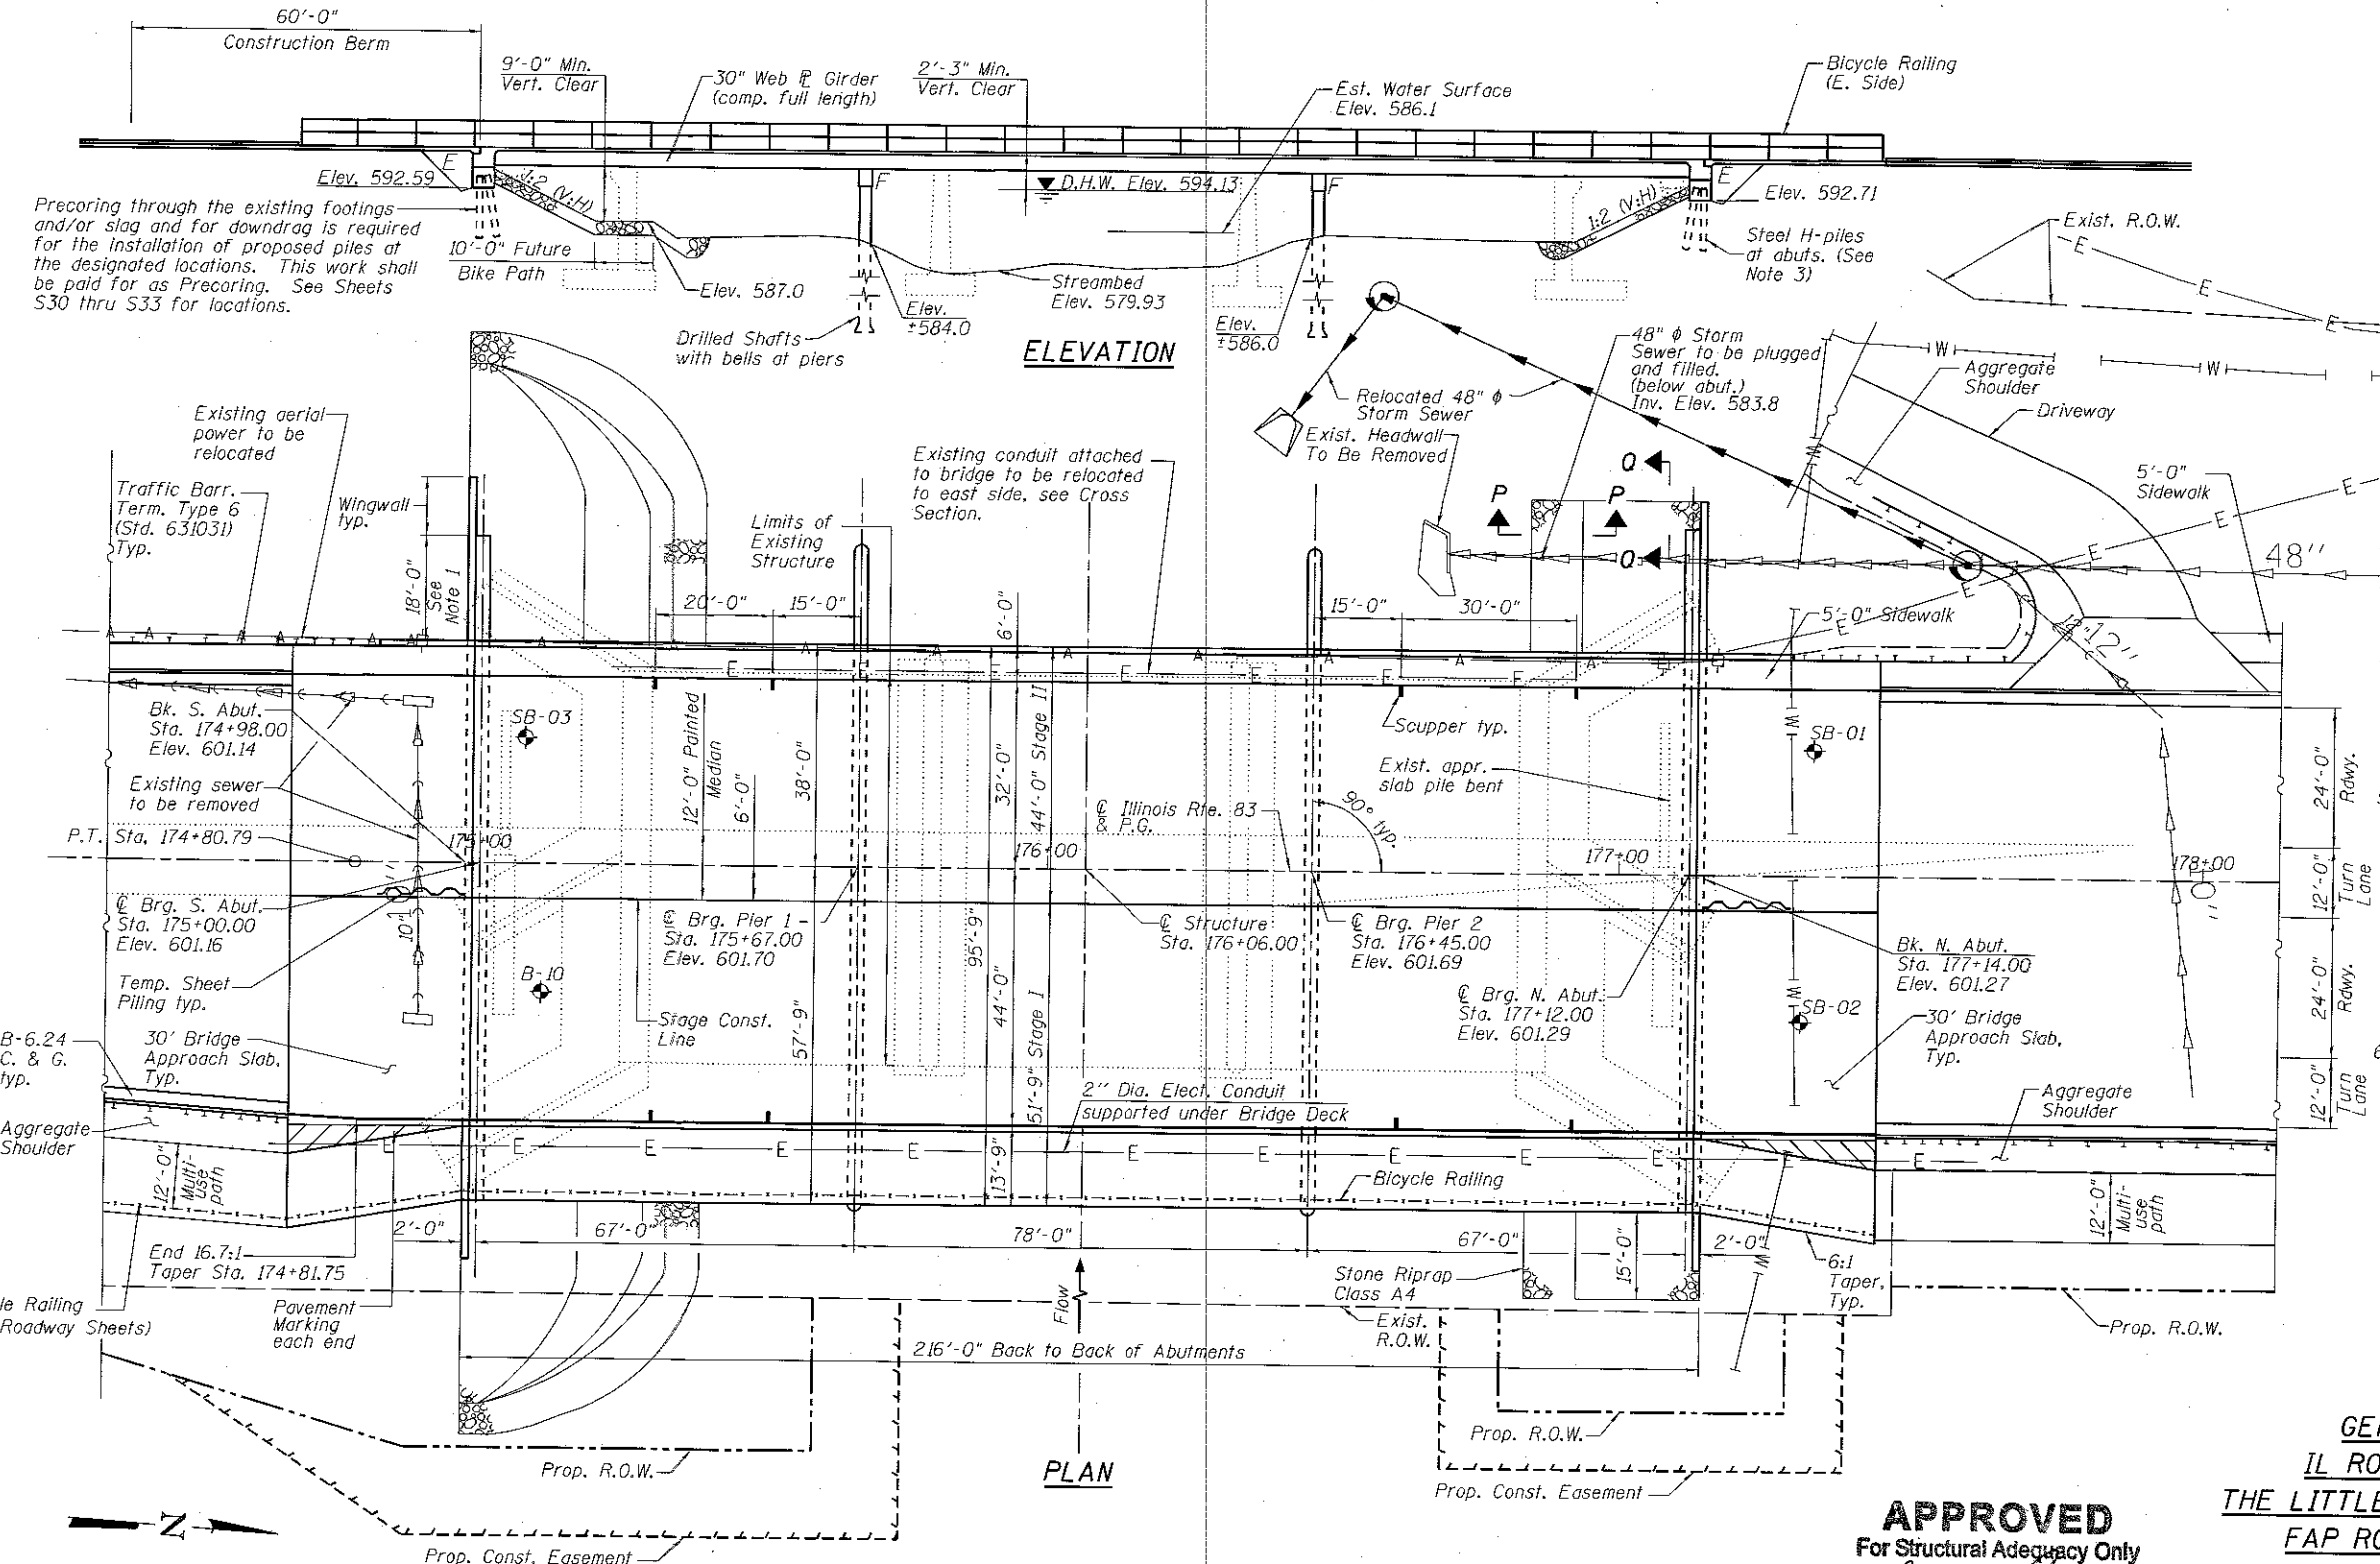 60'-0"
Construction Berm
9'-0" Min.
Vert. Clear
30" Web ⅊ Girder
(comp. full length)
2'-3" Min.
Vert. Clear
Est. Water Surface
Elev. 586.1
Bicycle Railing
(E. Side)
Elev. 592.59
E
1:2 (V:H)
F
D.H.W. Elev. 594.13
F
1:2 (V:H)
E
Elev. 592.71
Precoring through the existing footings
and/or slag and for downdrag is required
for the installation of proposed piles at
the designated locations. This work shall
be paid for as Precoring. See Sheets
S30 thru S33 for locations.
10'-0" Future
Bike Path
Elev. 587.0
Drilled Shafts
with bells at piers
Elev.
±584.0
Streambed
Elev. 579.93
Elev.
±586.0
Steel H-piles
at abuts. (See
Note 3)
Exist. R.O.W.
ELEVATION
48" ϕ Storm
Sewer to be plugged
and filled.
(below abut.)
Inv. Elev. 583.8
Relocated 48" ϕ
Storm Sewer
Exist. Headwall
To Be Removed
Aggregate
Shoulder
Driveway
5'-0"
Sidewalk
Existing aerial
power to be
relocated
Traffic Barr.
Term. Type 6
(Std. 631031)
Typ.
Wingwall
typ.
18'-0"
See
Note 1
Limits of
Existing
Structure
Existing conduit attached
to bridge to be relocated
to east side, see Cross
Section.
P
P
Q
Q
48"
12"
20'-0"
15'-0"
6'-0"
15'-0"
30'-0"
5'-0" Sidewalk
Bk. S. Abut.
Sta. 174+98.00
Elev. 601.14
SB-03
Existing sewer
to be removed
P.T. Sta. 174+80.79
175+00
12'-0" Painted
Median
6'-0"
38'-0"
32'-0"
44'-0" Stage II
Scupper typ.
Exist. appr.
slab pile bent
℄ Illinois Rte. 83
& P.G.
90° typ.
176+00
177+00
SB-01
178+00
24'-0"
Rdwy.
12'-0"
Turn
Lane
24'-0"
Rdwy.
12'-0"
Turn
Lane
℄ Brg. S. Abut.
Sta. 175+00.00
Elev. 601.16
10"
Temp. Sheet
Piling typ.
B-10
℄ Brg. Pier 1
Sta. 175+67.00
Elev. 601.70
℄ Structure
Sta. 176+06.00
℄ Brg. Pier 2
Sta. 176+45.00
Elev. 601.69
℄ Brg. N. Abut.
Sta. 177+12.00
Elev. 601.29
Bk. N. Abut.
Sta. 177+14.00
Elev. 601.27
SB-02
B-6.24
C. & G.
typ.
30' Bridge
Approach Slab,
Typ.
Stage Const.
Line
57'-9"
95'-9"
44'-0"
51'-9" Stage I
13'-9"
30' Bridge
Approach Slab,
Typ.
2" Dia. Elect. Conduit
supported under Bridge Deck
Aggregate
Shoulder
Aggregate
Shoulder
12'-0"
Multi-
use
path
Bicycle Railing
12'-0"
Multi-
use
path
2'-0"
67'-0"
78'-0"
67'-0"
2'-0"
15'-0"
End 16.7:1
Taper Sta. 174+81.75
le Railing
Roadway Sheets)
Pavement
Marking
each end
Stone Riprap
Class A4
Exist.
R.O.W.
6:1
Taper,
Typ.
Prop. R.O.W.
Flow
216'-0" Back to Back of Abutments
Prop. R.O.W.
Prop. R.O.W.
PLAN
Prop. Const. Easement
Prop. Const. Easement
Z
APPROVED
For Structural Adequacy Only
GE
IL RO
THE LITTLE
FAP RO